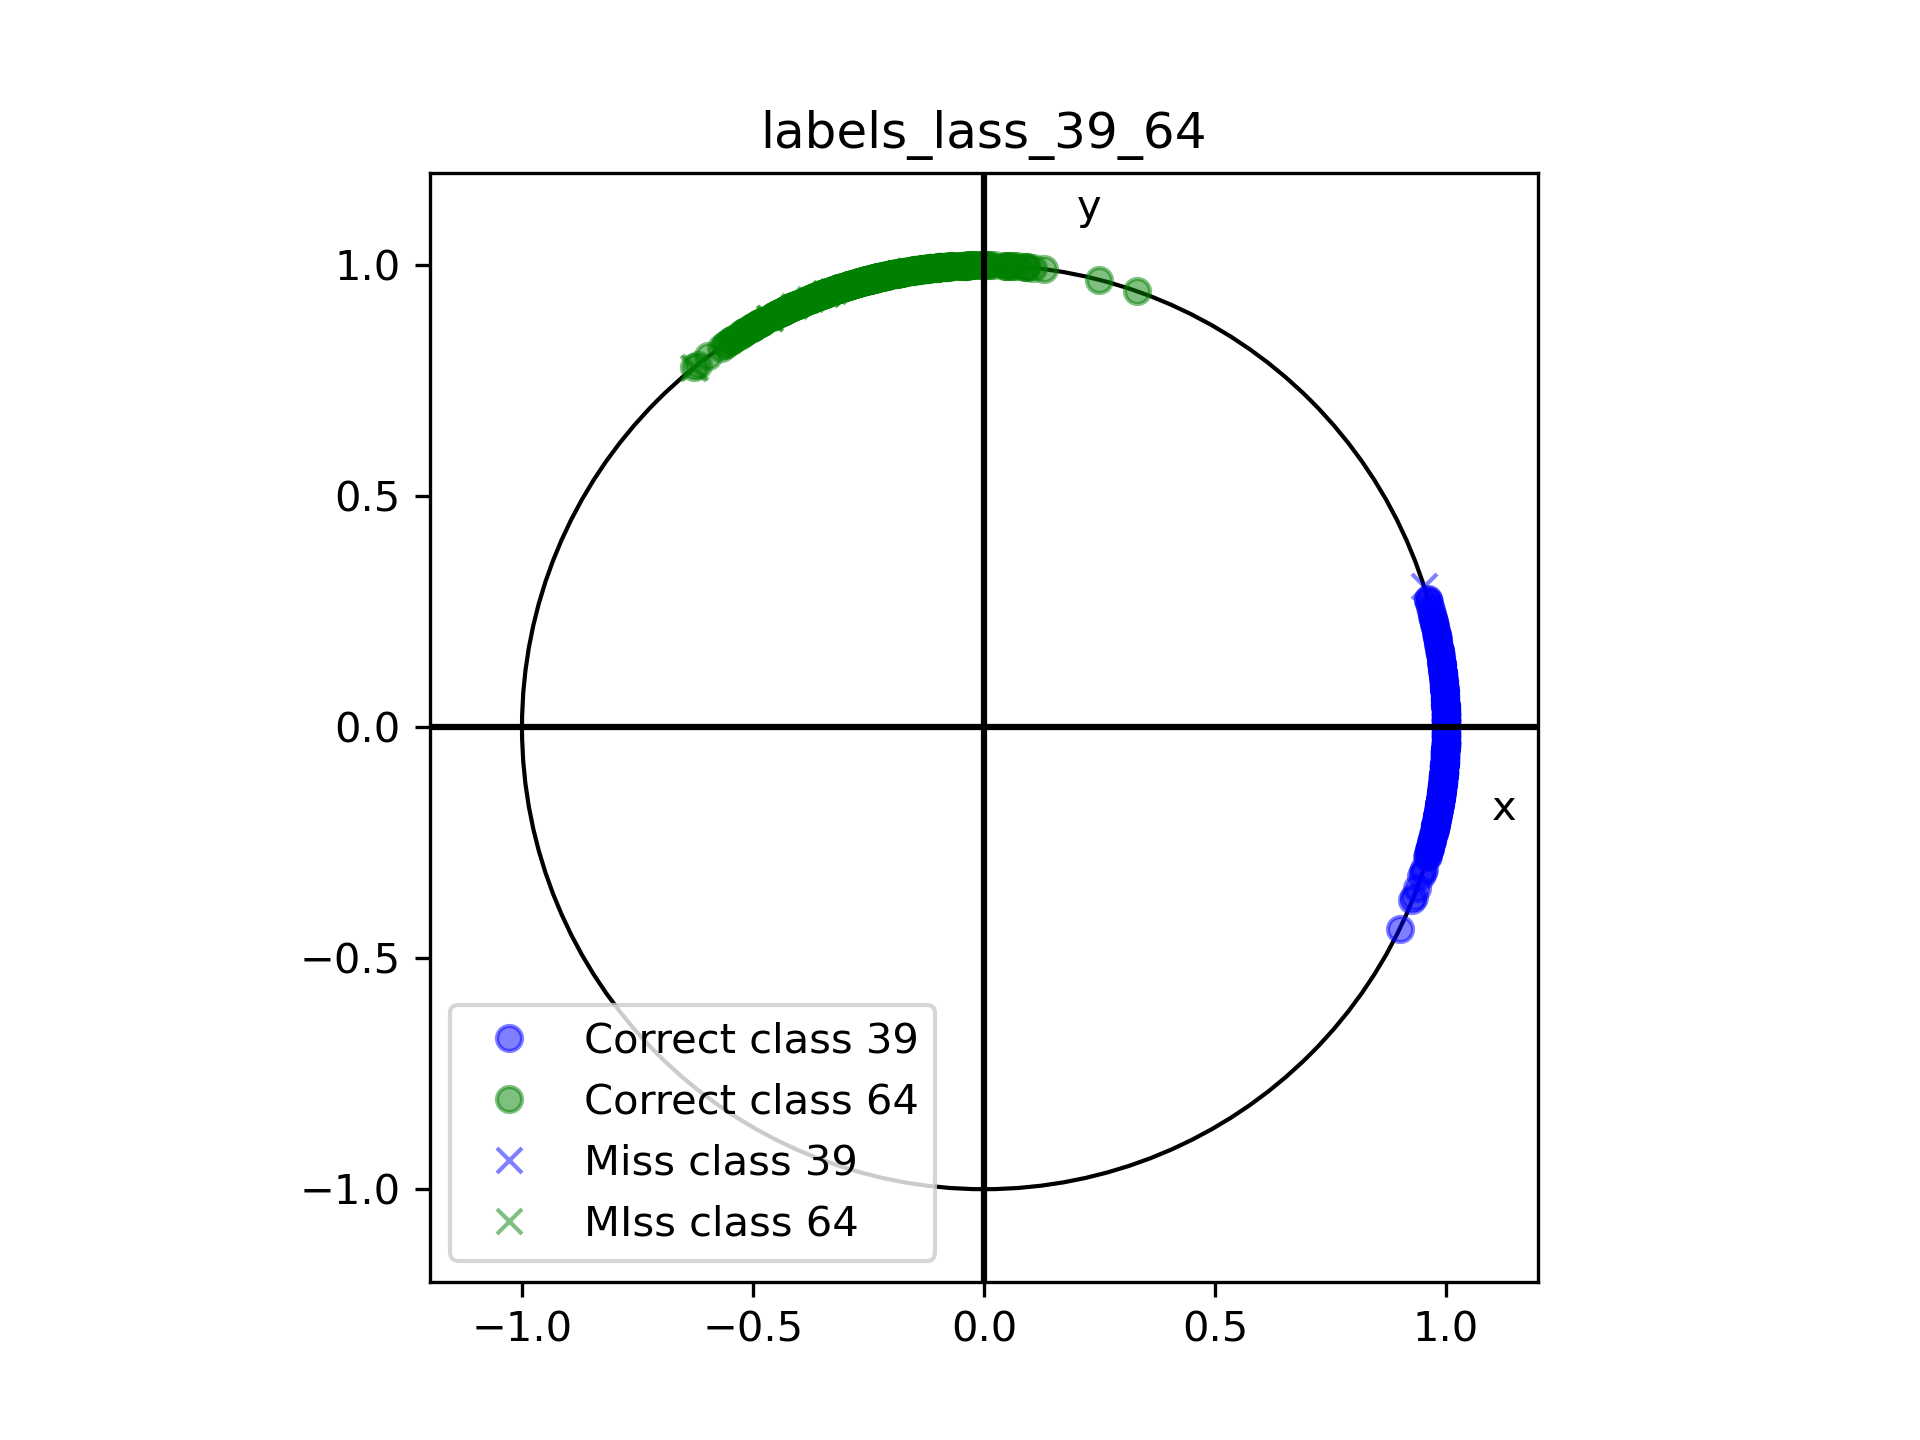 labels_lass_39_64
y
1.0
0.5
0.0
x
−0.5
−1.0
Correct class 39
Correct class 64
Miss class 39
MIss class 64
−1.0 −0.5 0.0 0.5 1.0